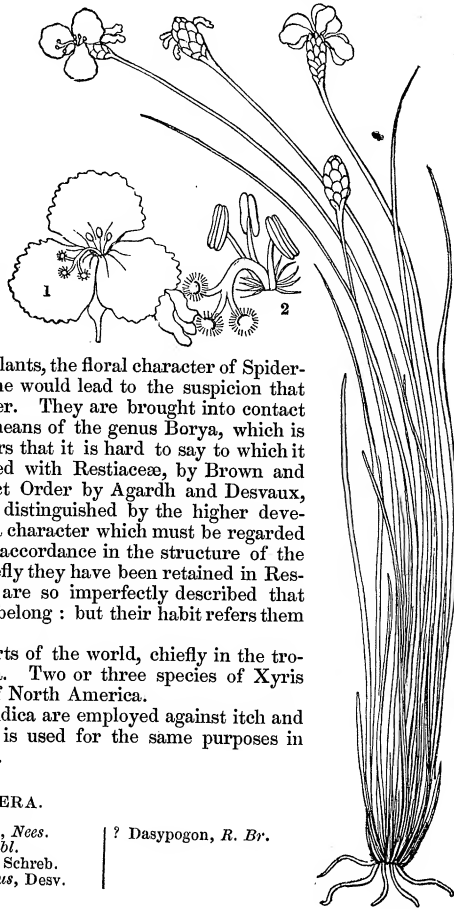 1
2
lants, the floral character of Spider-
ne would lead to the suspicion that
er. They are brought into contact
neans of the genus Borya, which is
rs that it is hard to say to which it
ed with Restiaceæ, by Brown and
ct Order by Agardh and Desvaux,
distinguished by the higher deve-
character which must be regarded
accordance in the structure of the
efly they have been retained in Res-
are so imperfectly described that
belong : but their habit refers them
rts of the world, chiefly in the tro-
Two or three species of Xyris
f North America.
dica are employed against itch and
is used for the same purposes in
ERA.
, Nees.
bl.
Schreb.
us, Desv.
? Dasypogon, R. Br.